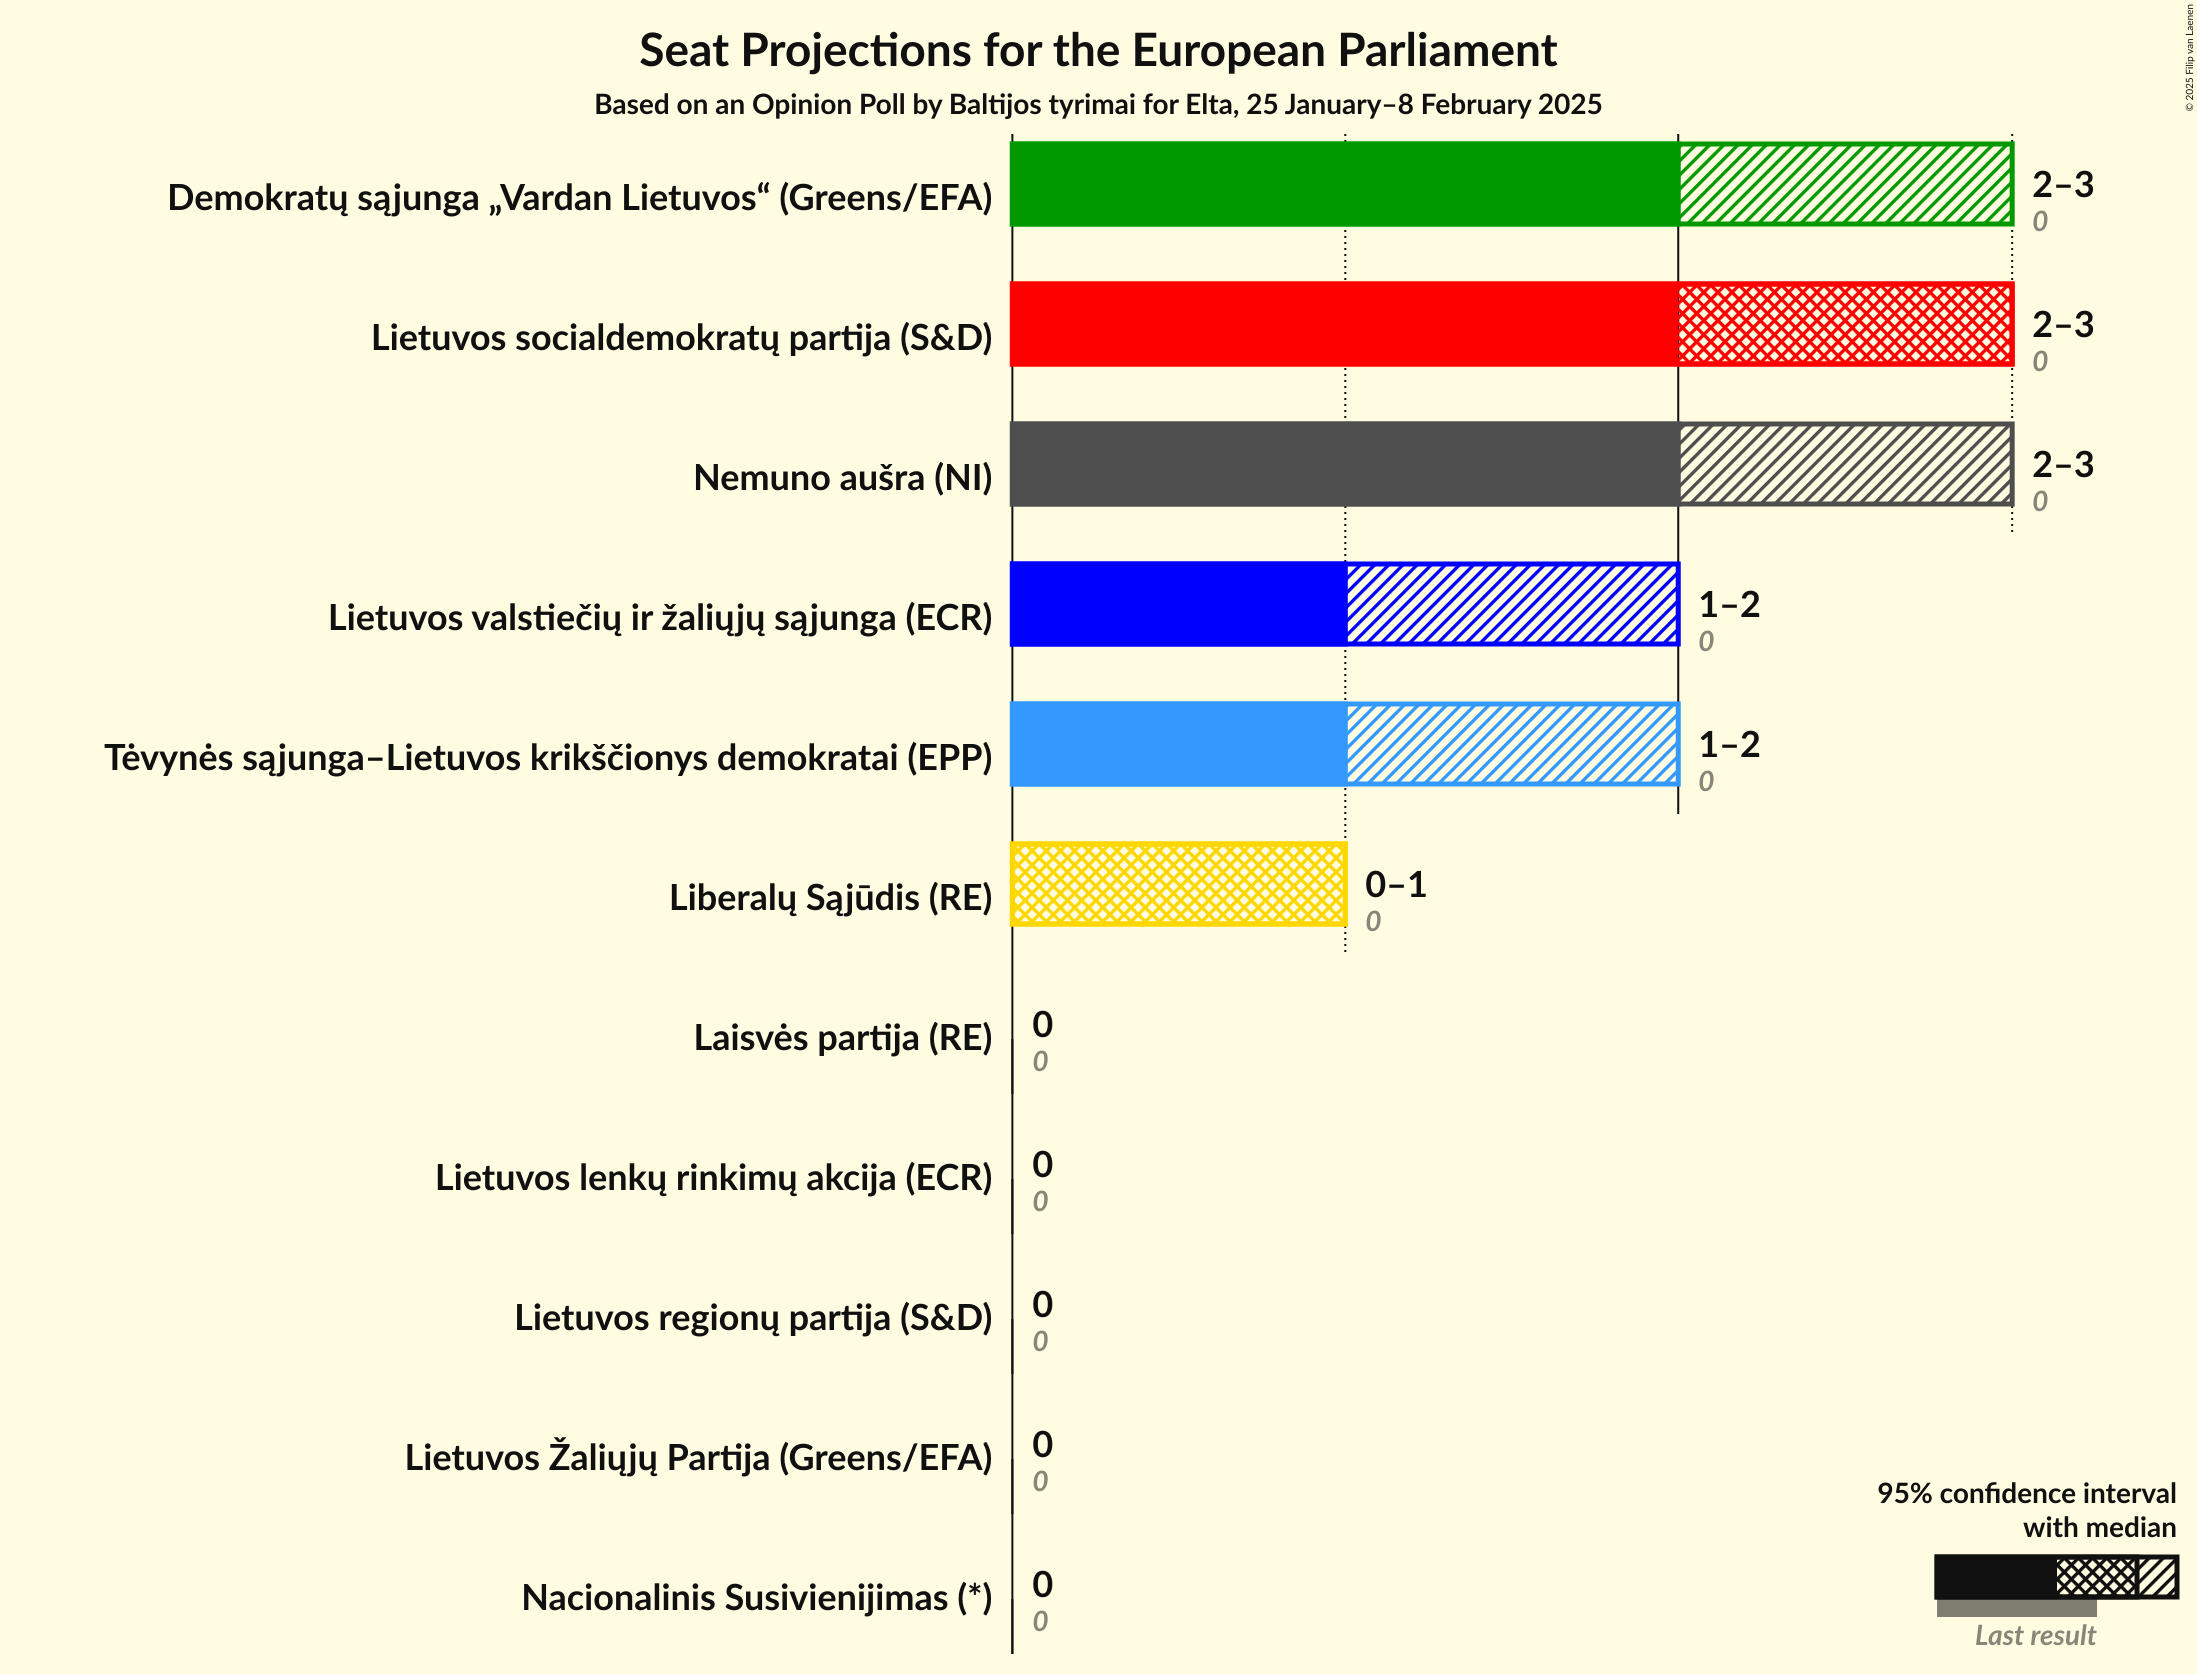 Seat Projections for the European Parliament
Based on an Opinion Poll by Baltijos tyrimai for Elta, 25 January–8 February 2025
© 2025 Filip van Laenen
Demokratų sąjunga „Vardan Lietuvos“ (Greens/EFA)
2–3
0
Lietuvos socialdemokratų partija (S&D)
2–3
0
Nemuno aušra (NI)
2–3
0
Lietuvos valstiečių ir žaliųjų sąjunga (ECR)
1–2
0
Tėvynės sąjunga–Lietuvos krikščionys demokratai (EPP)
1–2
0
Liberalų Sąjūdis (RE)
0–1
0
Laisvės partija (RE)
0
0
Lietuvos lenkų rinkimų akcija (ECR)
0
0
Lietuvos regionų partija (S&D)
0
0
Lietuvos Žaliųjų Partija (Greens/EFA)
0
0
Nacionalinis Susivienijimas (*)
0
0
95% confidence interval
with median
Last result